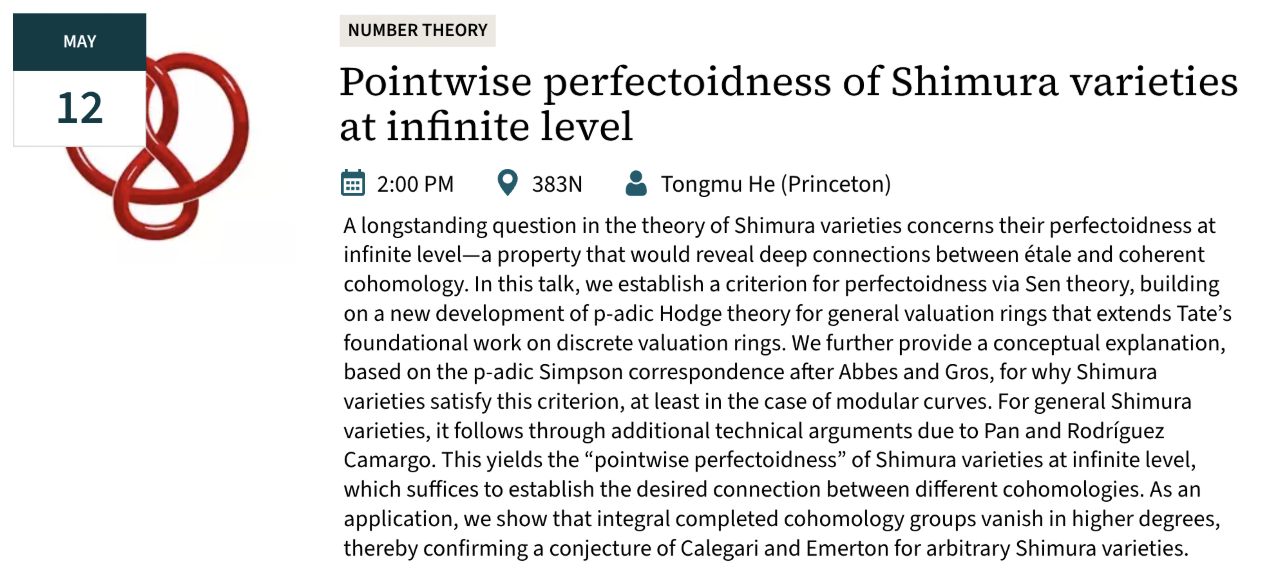 MAY
12
NUMBER THEORY
Pointwise perfectoidness of Shimura varieties
at infinite level
2:00 PM 383N Tongmu He (Princeton)
A longstanding question in the theory of Shimura varieties concerns their perfectoidness at
infinite level—a property that would reveal deep connections between étale and coherent
cohomology. In this talk, we establish a criterion for perfectoidness via Sen theory, building
on a new development of p-adic Hodge theory for general valuation rings that extends Tate’s
foundational work on discrete valuation rings. We further provide a conceptual explanation,
based on the p-adic Simpson correspondence after Abbes and Gros, for why Shimura
varieties satisfy this criterion, at least in the case of modular curves. For general Shimura
varieties, it follows through additional technical arguments due to Pan and Rodríguez
Camargo. This yields the “pointwise perfectoidness” of Shimura varieties at infinite level,
which suffices to establish the desired connection between different cohomologies. As an
application, we show that integral completed cohomology groups vanish in higher degrees,
thereby confirming a conjecture of Calegari and Emerton for arbitrary Shimura varieties.